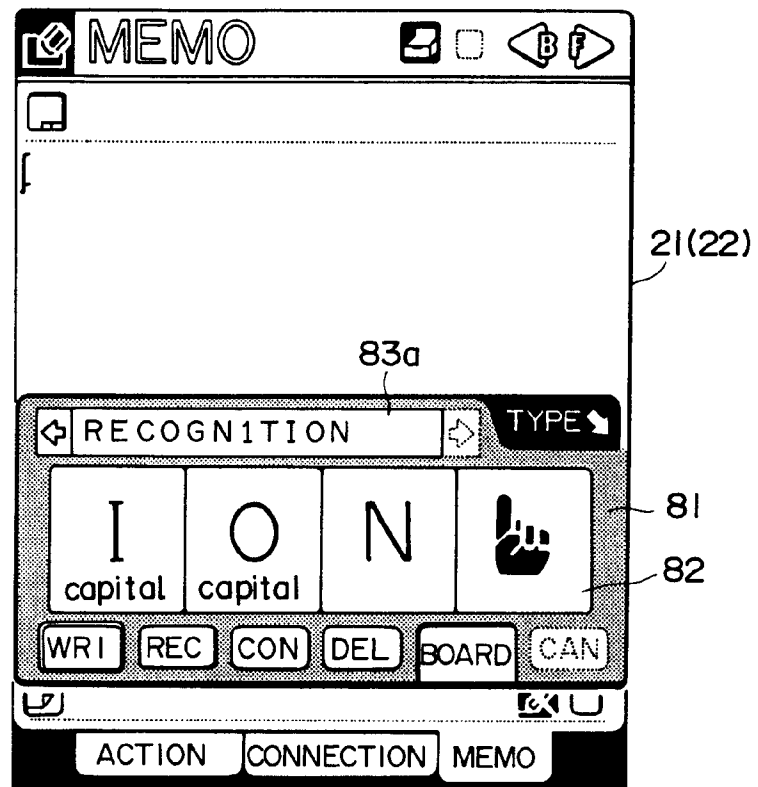 MEMO B F
21(22)
83a
RECOGN1TION TYPE
I O N
capital capital
81
82
WRI REC CON DEL BOARD CAN
ACTION CONNECTION MEMO